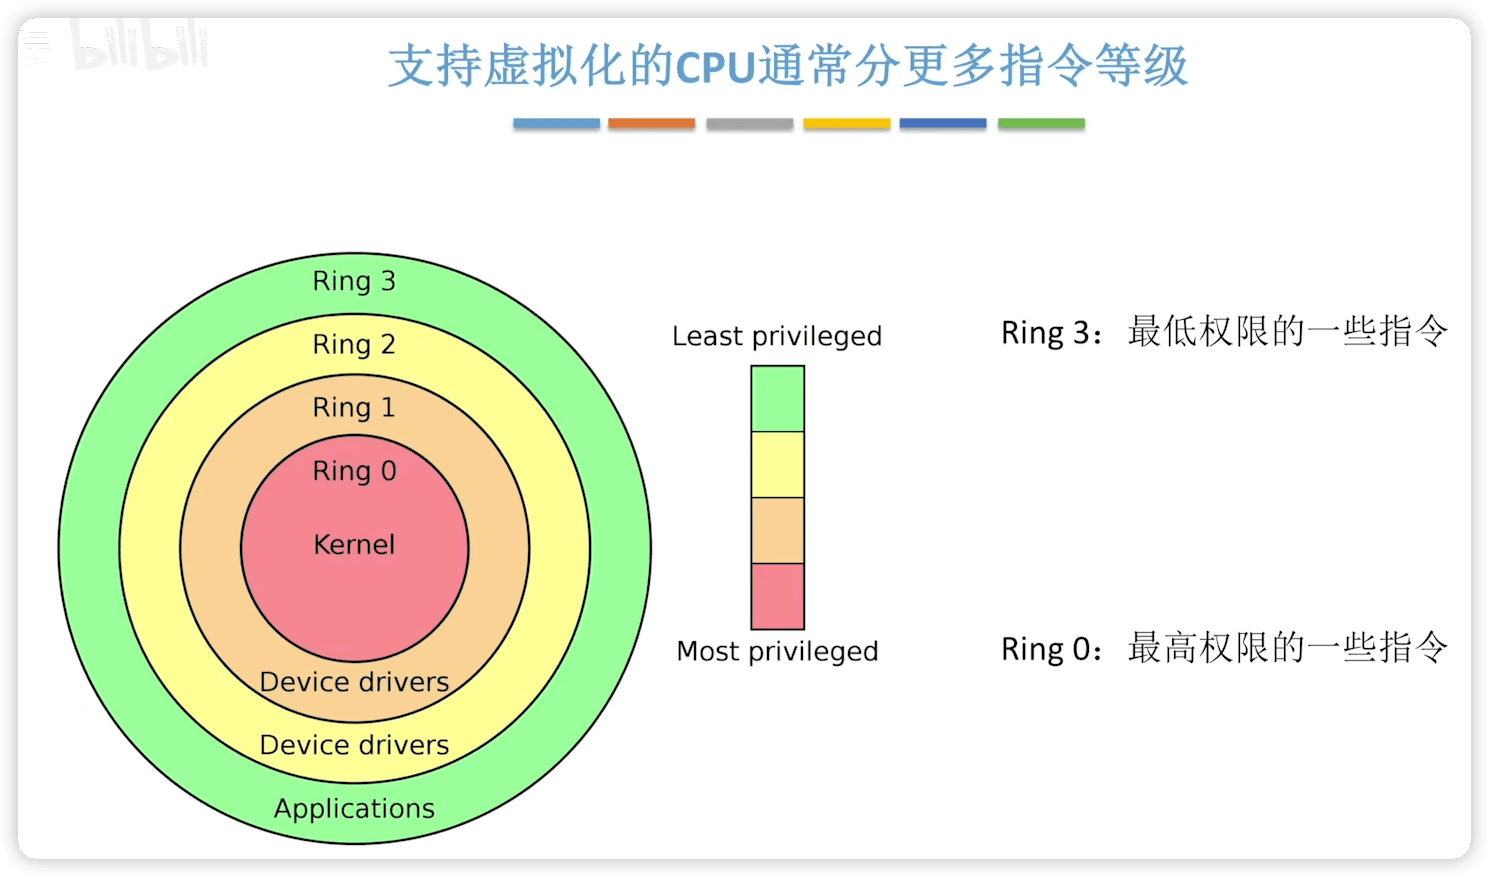 bilibili
支持虚拟化的CPU通常分更多指令等级
Ring 3
Ring 2
Ring 1
Ring 0
Kernel
Device drivers
Device drivers
Applications
Least privileged
Most privileged
Ring 3：最低权限的一些指令
Ring 0：最高权限的一些指令